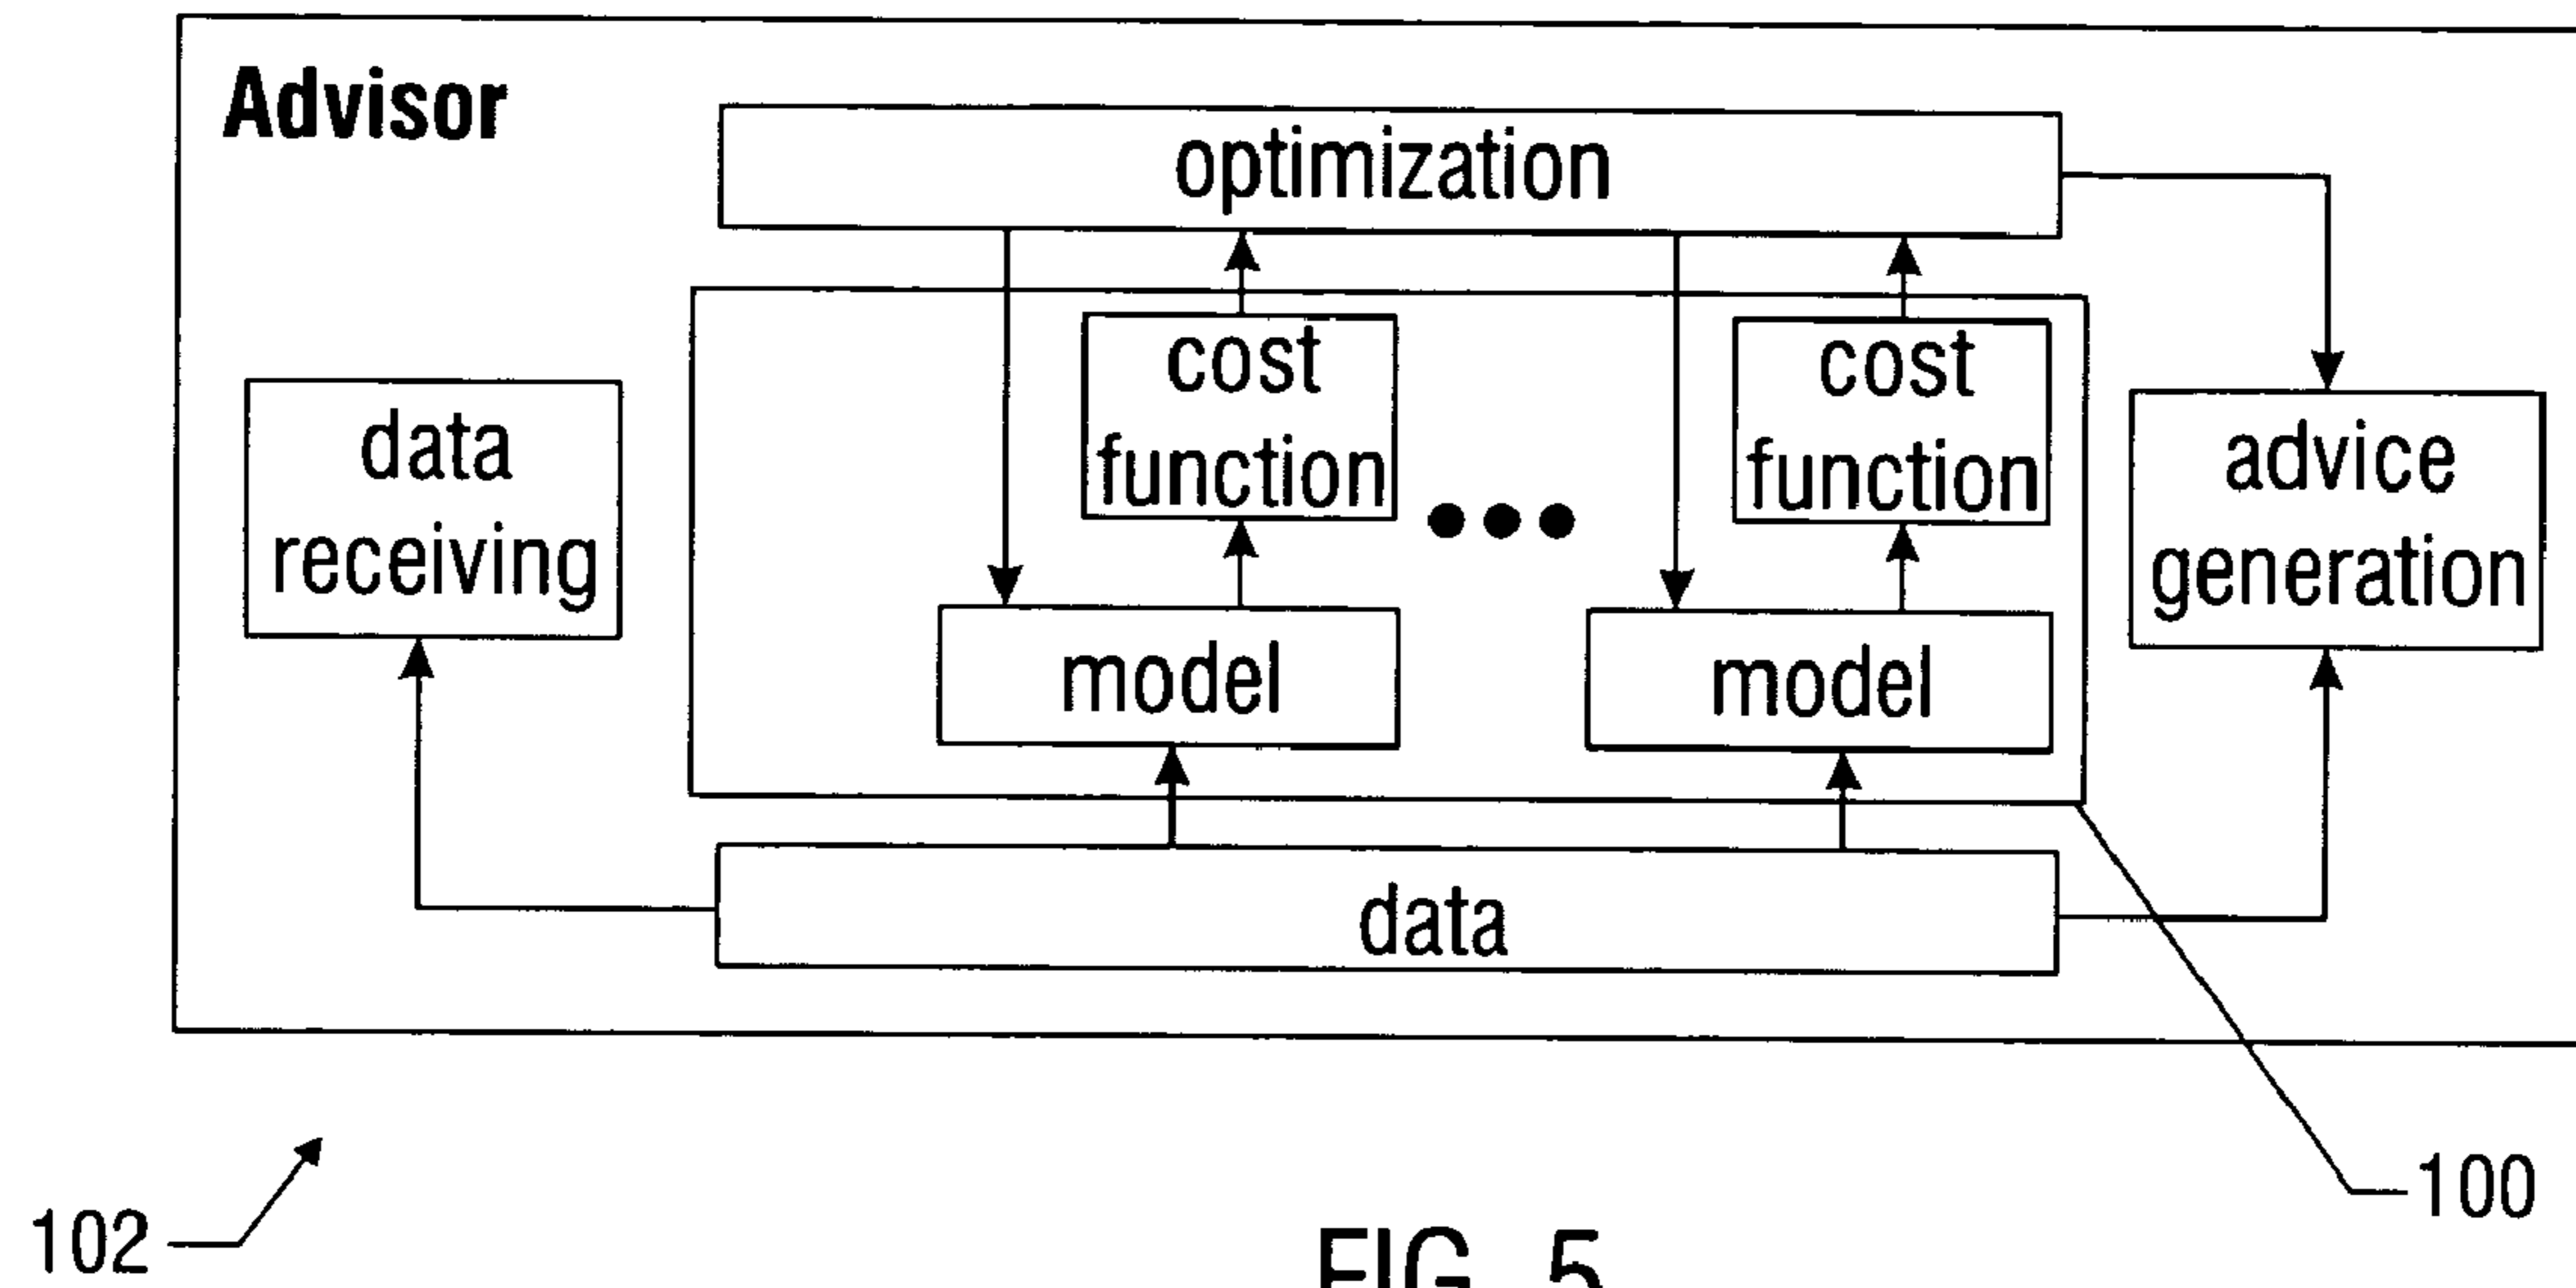 Advisor
optimization
cost
function
cost
function
data
receiving
advice
generation
model
model
data
100
102
FIG. 5